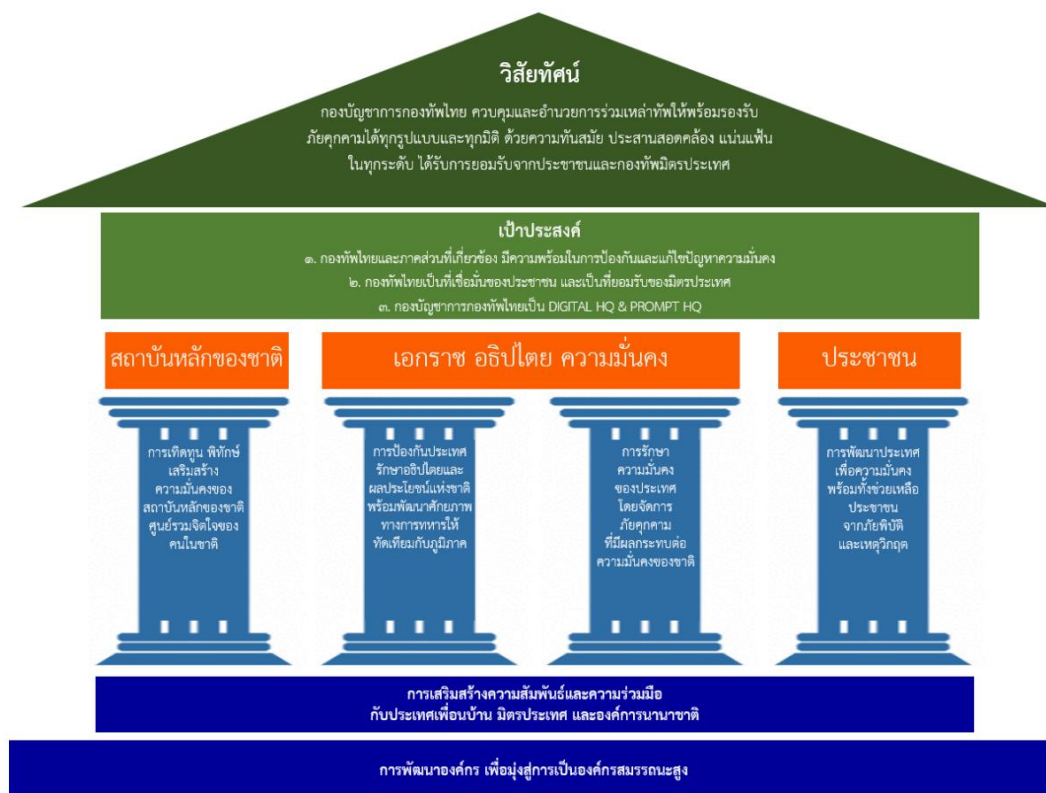 วิสัยทัศน์
กองบัญชาการกองทัพไทย ควบคุมและอำนวยการร่วมเหล่าทัพให้พร้อมรองรับ
ภัยคุกคามได้ทุกรูปแบบและทุกมิติ ด้วยความทันสมัย ประสานสอดคล้อง แน่นแฟ้น
ในทุกระดับ ได้รับการยอมรับจากประชาชนและกองทัพมิตรประเทศ
เป้าประสงค์
๑. กองทัพไทยและภาคส่วนที่เกี่ยวข้อง มีความพร้อมในการป้องกันและแก้ไขปัญหาความมั่นคง
๒. กองทัพไทยเป็นที่เชื่อมั่นของประชาชน และเป็นที่ยอมรับของมิตรประเทศ
๓. กองบัญชาการกองทัพไทยเป็น DIGITAL HQ & PROMPT HQ
สถาบันหลักของชาติ
เอกราช อธิปไตย ความมั่นคง
ประชาชน
การเทิดทูน พิทักษ์
เสริมสร้าง
ความมั่นคงของ
สถาบันหลักของชาติ
ศูนย์รวมจิตใจของ
คนในชาติ
การป้องกันประเทศ
รักษาอธิปไตยและ
ผลประโยชน์แห่งชาติ
พร้อมพัฒนาศักยภาพ
ทางการทหารให้
ทัดเทียมกับภูมิภาค
การรักษา
ความมั่นคง
ของประเทศ
โดยจัดการ
ภัยคุกคาม
ที่มีผลกระทบต่อ
ความมั่นคงของชาติ
การพัฒนาประเทศ
เพื่อความมั่นคง
พร้อมทั้งช่วยเหลือ
ประชาชน
จากภัยพิบัติ
และเหตุวิกฤต
การเสริมสร้างความสัมพันธ์และความร่วมมือ
กับประเทศเพื่อนบ้าน มิตรประเทศ และองค์การนานาชาติ
การพัฒนาองค์กร เพื่อมุ่งสู่การเป็นองค์กรสมรรถนะสูง